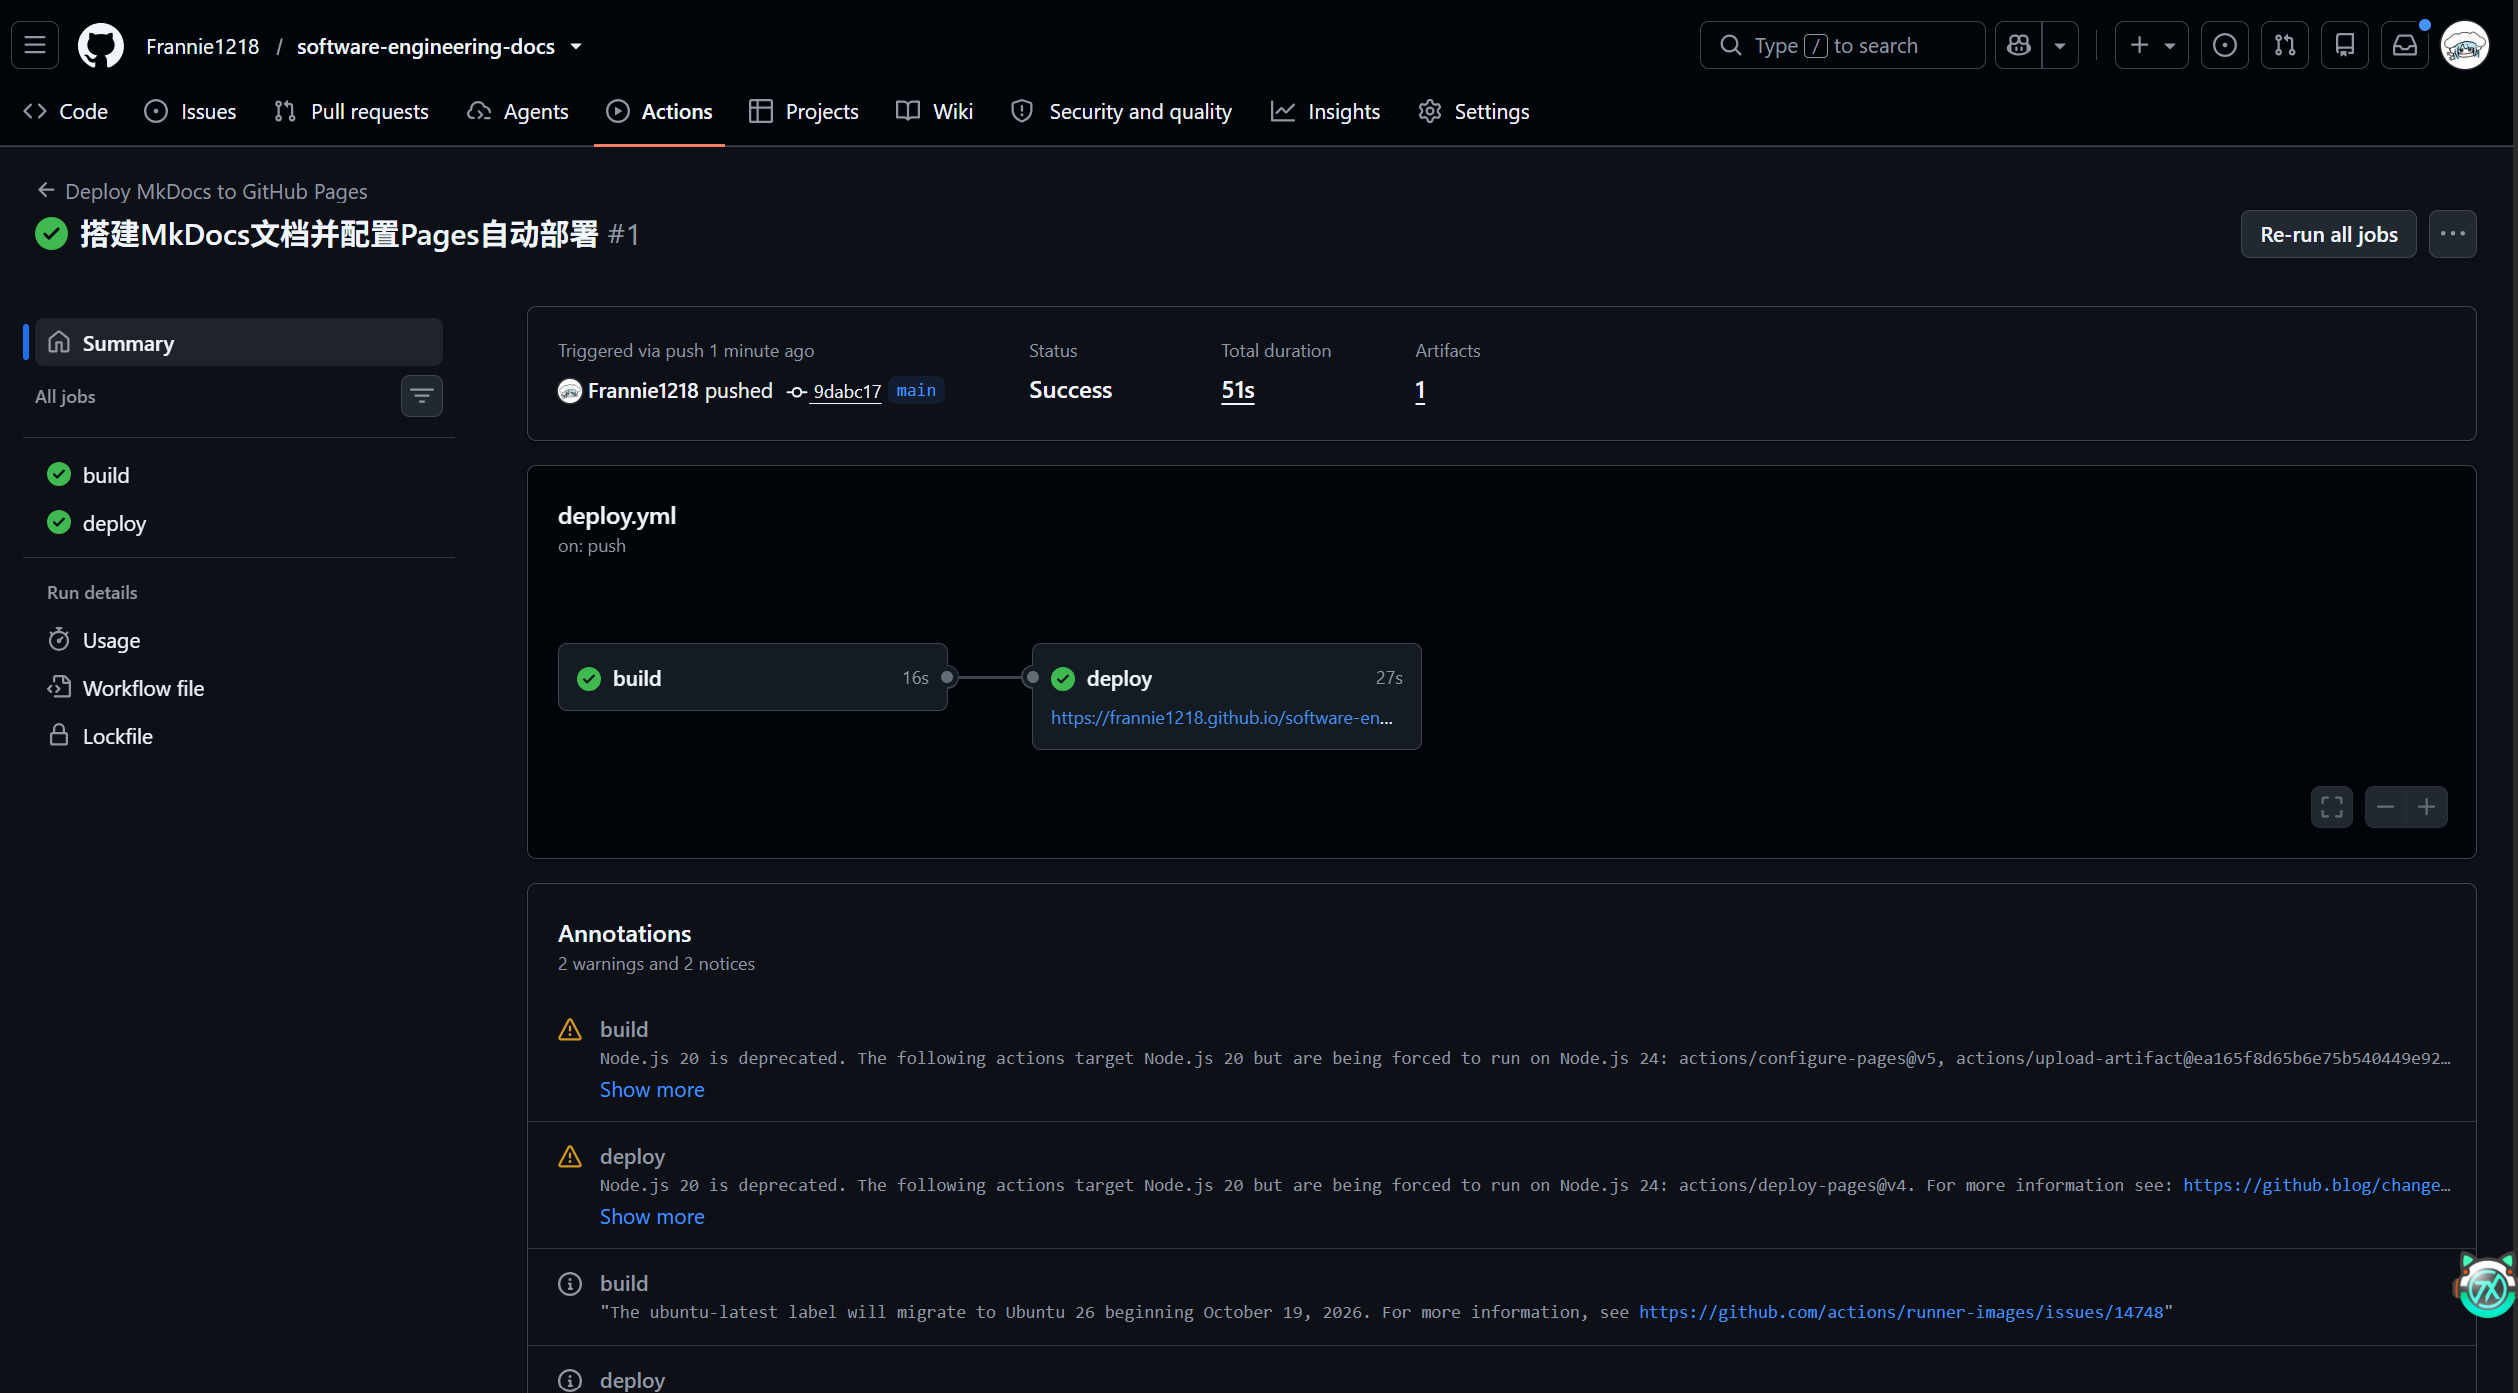 Frannie1218 / software-engineering-docs
Type / to search
Code Issues Pull requests Agents Actions Projects Wiki Security and quality Insights Settings
Deploy MkDocs to GitHub Pages
搭建MkDocs文档并配置Pages自动部署 #1
Re-run all jobs
Summary
All jobs
build
deploy
Run details
Usage
Workflow file
Lockfile
Triggered via push 1 minute ago
Frannie1218 pushed 9dabc17 main
Status
Success
Total duration
51s
Artifacts
1
deploy.yml
on: push
build 16s
deploy 27s
https://frannie1218.github.io/software-en...
Annotations
2 warnings and 2 notices
build
Node.js 20 is deprecated. The following actions target Node.js 20 but are being forced to run on Node.js 24: actions/configure-pages@v5, actions/upload-artifact@ea165f8d65b6e75b540449e92...
Show more
deploy
Node.js 20 is deprecated. The following actions target Node.js 20 but are being forced to run on Node.js 24: actions/deploy-pages@v4. For more information see: https://github.blog/change...
Show more
build
"The ubuntu-latest label will migrate to Ubuntu 26 beginning October 19, 2026. For more information, see https://github.com/actions/runner-images/issues/14748"
deploy